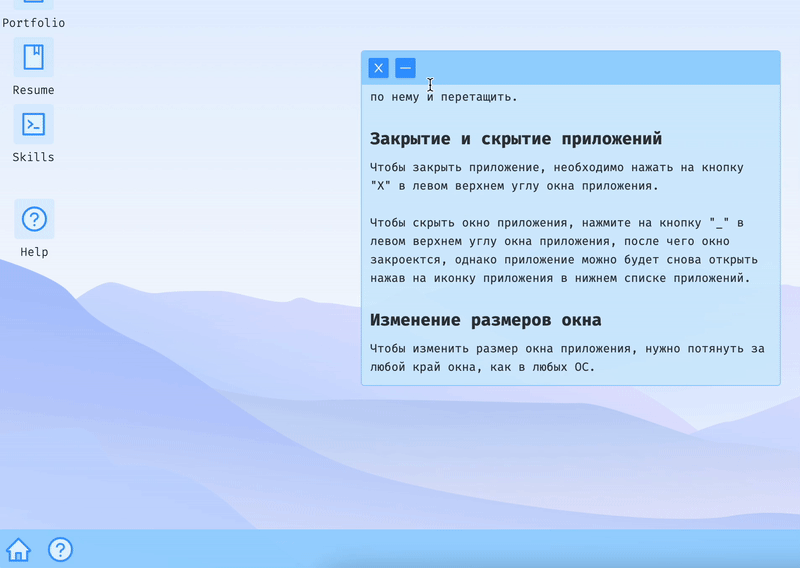 Portfolio
Resume
Skills
Help
X
по нему и перетащить.
Закрытие и скрытие приложений
Чтобы закрыть приложение, необходимо нажать на кнопку
"X" в левом верхнем углу окна приложения.
Чтобы скрыть окно приложения, нажмите на кнопку "_" в
левом верхнем углу окна приложения, после чего окно
закроектся, однако приложение можно будет снова открыть
нажав на иконку приложения в нижнем списке приложений.
Изменение размеров окна
Чтобы изменить размер окна приложения, нужно потянуть за
любой край окна, как в любых ОС.